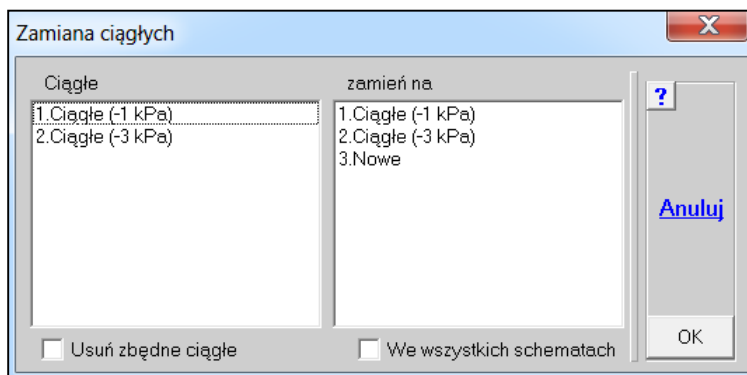 Zamiana ciągłych
Ciągłe
zamień na
1.Ciągłe (-1 kPa)
2.Ciągłe (-3 kPa)
1.Ciągłe (-1 kPa)
2.Ciągłe (-3 kPa)
3.Nowe
?
Anuluj
OK
Usuń zbędne ciągłe
We wszystkich schematach